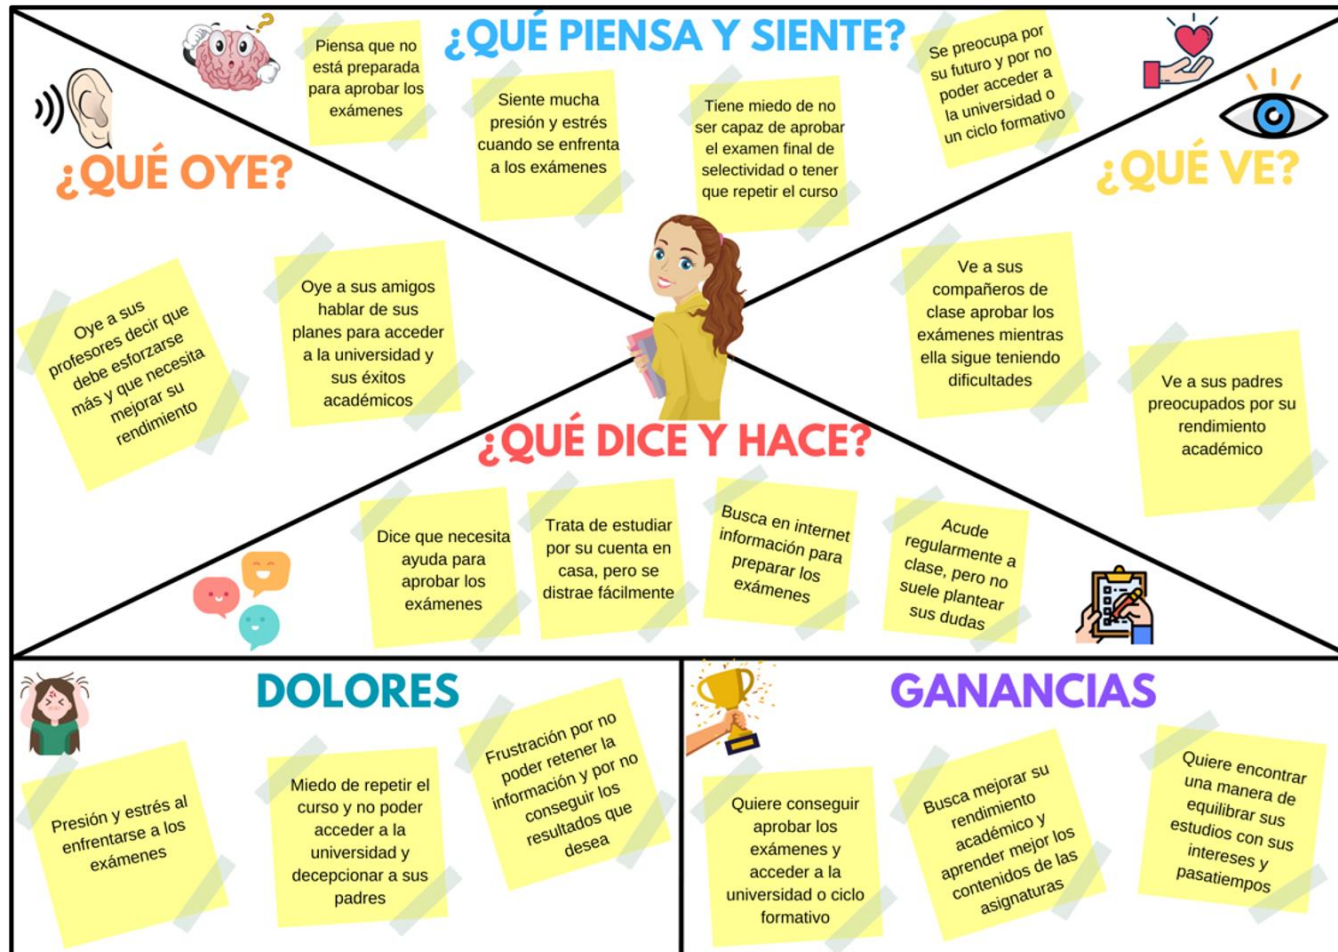 ¿QUÉ PIENSA Y SIENTE?
Piensa que no
está preparada
para aprobar los
exámenes
Siente mucha
presión y estrés
cuando se enfrenta
a los exámenes
Tiene miedo de no
ser capaz de aprobar
el examen final de
selectividad o tener
que repetir el curso
Se preocupa por
su futuro y por no
poder acceder a
la universidad o
un ciclo formativo
¿QUÉ OYE?
Oye a sus
profesores decir que
debe esforzarse
más y que necesita
mejorar su
rendimiento
Oye a sus amigos
hablar de sus
planes para acceder
a la universidad y
sus éxitos
académicos
¿QUÉ VE?
Ve a sus
compañeros de
clase aprobar los
exámenes mientras
ella sigue teniendo
dificultades
Ve a sus padres
preocupados por su
rendimiento
académico
¿QUÉ DICE Y HACE?
Dice que necesita
ayuda para
aprobar los
exámenes
Trata de estudiar
por su cuenta en
casa, pero se
distrae fácilmente
Busca en internet
información para
preparar los
exámenes
Acude
regularmente a
clase, pero no
suele plantear
sus dudas
DOLORES
Presión y estrés al
enfrentarse a los
exámenes
Miedo de repetir el
curso y no poder
acceder a la
universidad y
decepcionar a sus
padres
Frustración por no
poder retener la
información y por no
conseguir los
resultados que
desea
GANANCIAS
Quiere conseguir
aprobar los
exámenes y
acceder a la
universidad o ciclo
formativo
Busca mejorar su
rendimiento
académico y
aprender mejor los
contenidos de las
asignaturas
Quiere encontrar
una manera de
equilibrar sus
estudios con sus
intereses y
pasatiempos